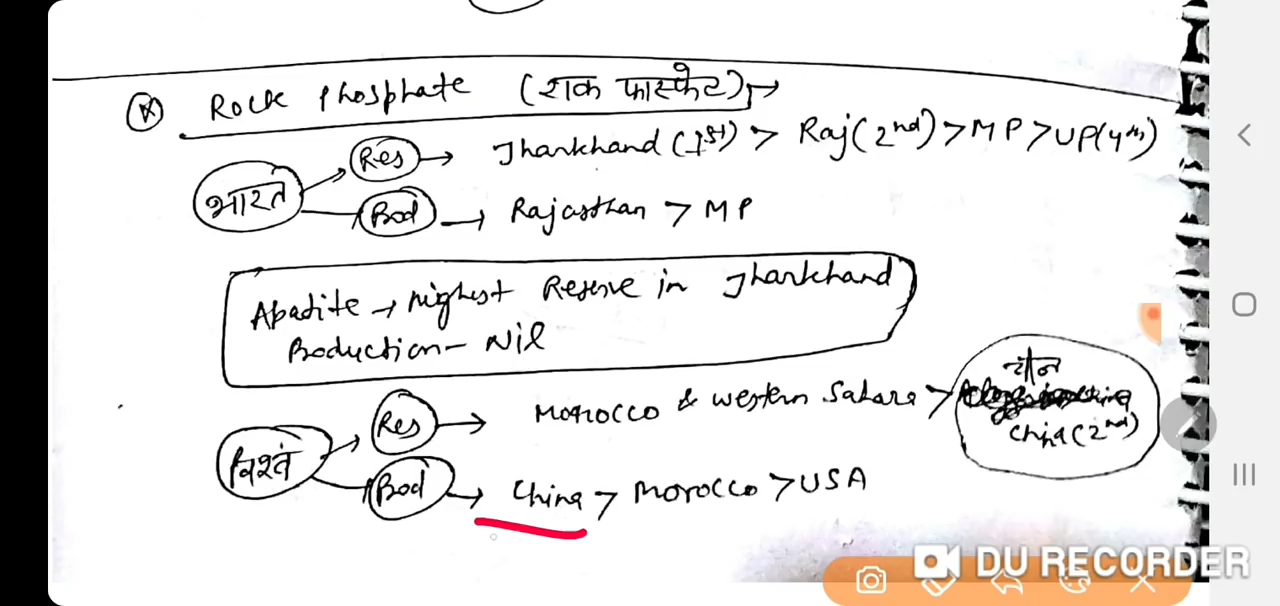 Rock Phosphate (राक फास्फेट) →
भारत Res → Jharkhand (1st) > Raj (2nd) > MP > UP (4th)
Prod → Rajasthan > MP
Apatite → Highest Reserve in Jharkhand
Production - Nil
विश्व Res → Morocco & western Sahara > चीन
China (2nd)
Prod → China > Morocco > USA
DU RECORDER